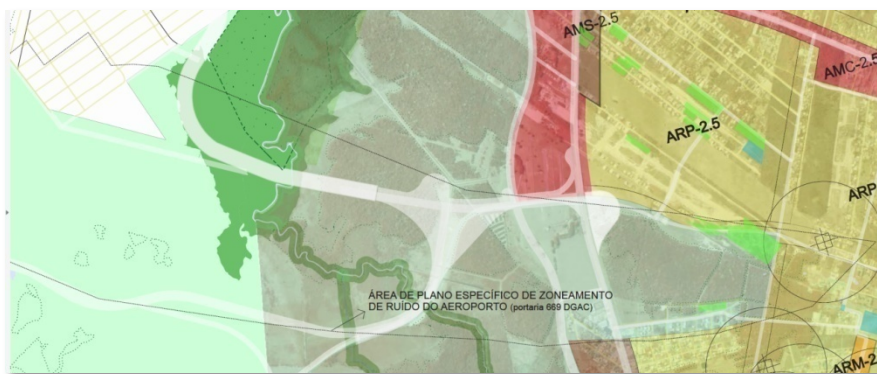 AMS-2.5
AMC-2.5
ARP-2.5
ARP
ÁREA DE PLANO ESPECÍFICO DE ZONEAMENTO
DE RUÍDO DO AEROPORTO (portaria 669 DGAC)
ARM-2